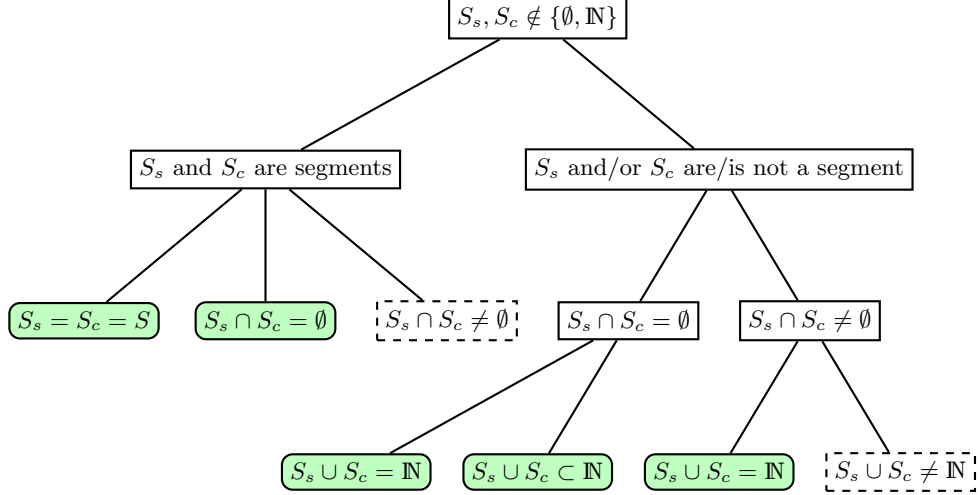 S_s, S_c ∉ {∅, ℕ}
S_s and S_c are segments
S_s and/or S_c are/is not a segment
S_s = S_c = S
S_s ∩ S_c = ∅
S_s ∩ S_c ≠ ∅
S_s ∩ S_c = ∅
S_s ∩ S_c ≠ ∅
S_s ∪ S_c = ℕ
S_s ∪ S_c ⊂ ℕ
S_s ∪ S_c = ℕ
S_s ∪ S_c ≠ ℕ